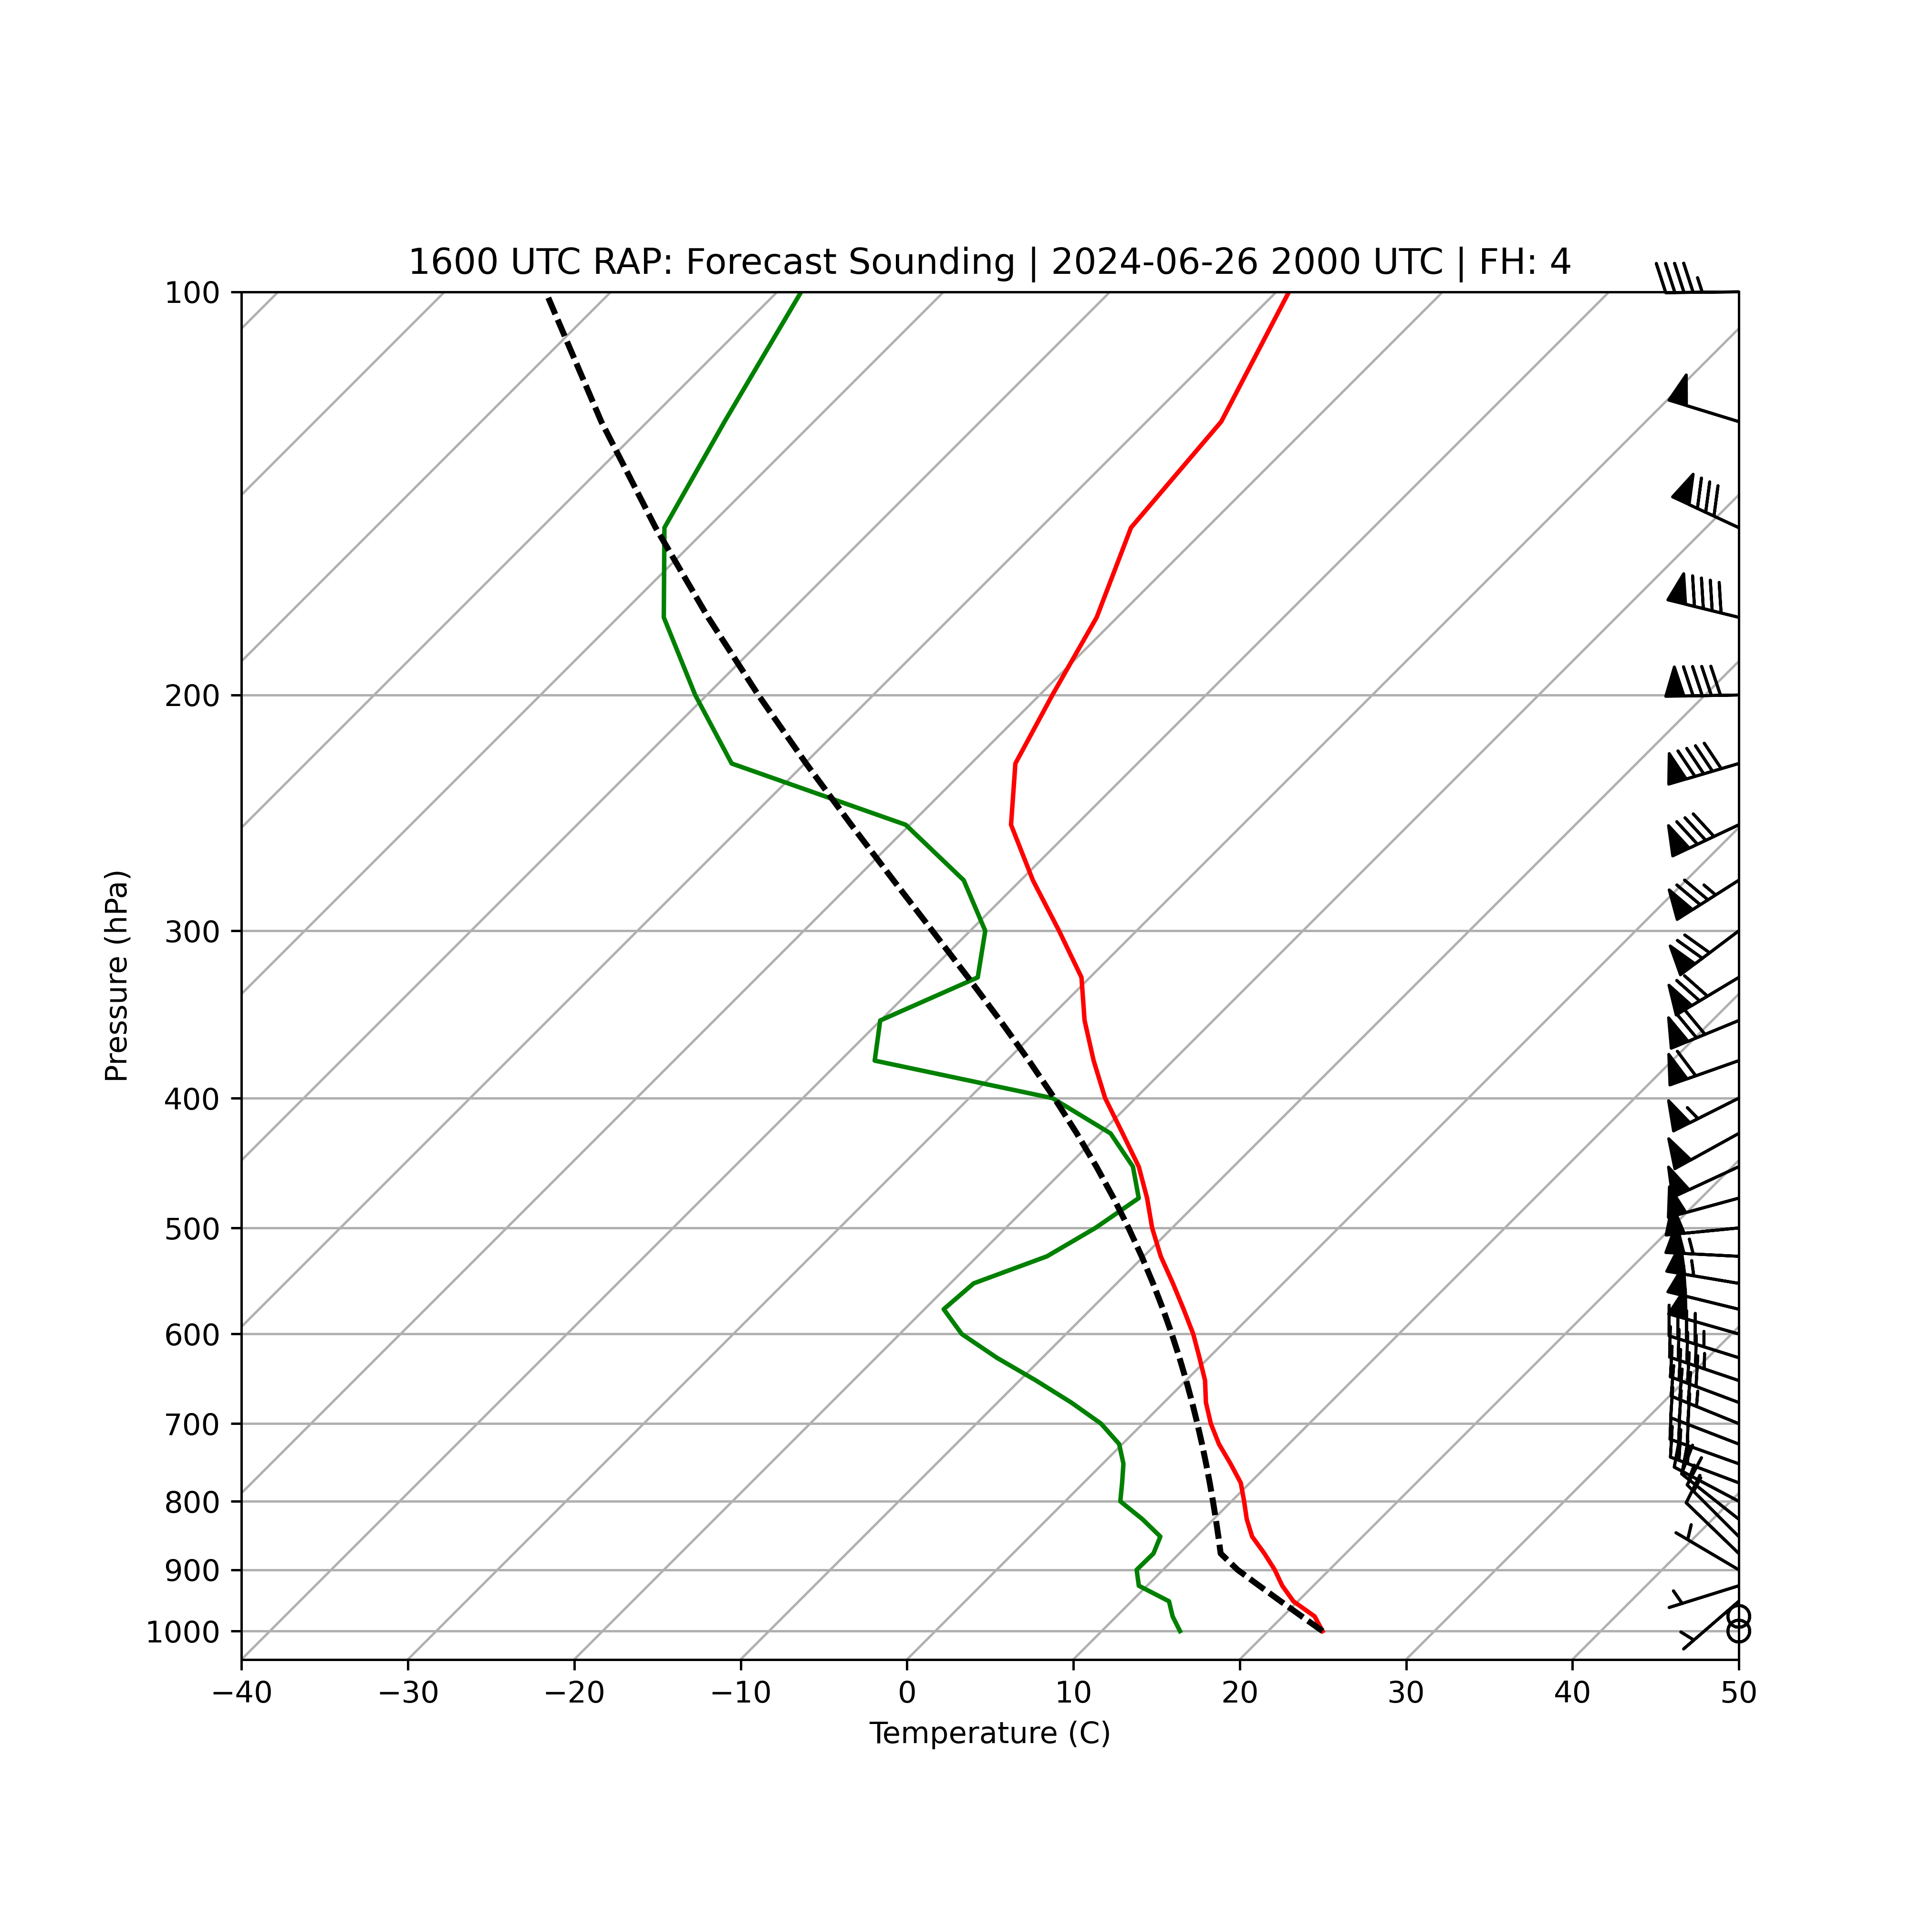 1600 UTC RAP: Forecast Sounding | 2024-06-26 2000 UTC | FH: 4
100
200
300
400
500
600
700
800
900
1000
Pressure (hPa)
−40 −30 −20 −10 0 10 20 30 40 50
Temperature (C)